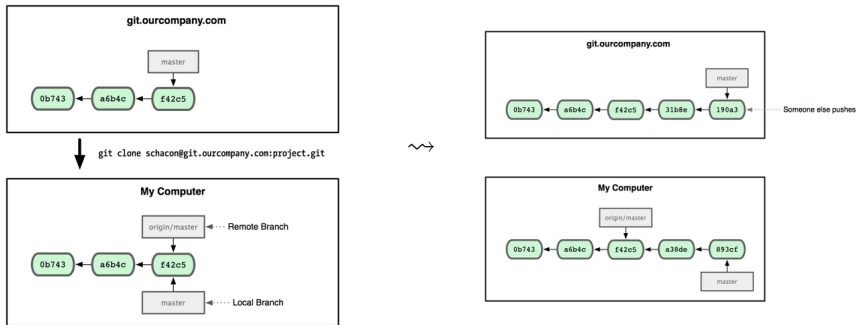 git.ourcompany.com
master
0b743 a6b4c f42c5
git clone schacon@git.ourcompany.com:project.git
My Computer
origin/master Remote Branch
0b743 a6b4c f42c5
master Local Branch
git.ourcompany.com
master
0b743 a6b4c f42c5 31b8e 190a3 Someone else pushes
My Computer
origin/master
0b743 a6b4c f42c5 a38de 893cf
master